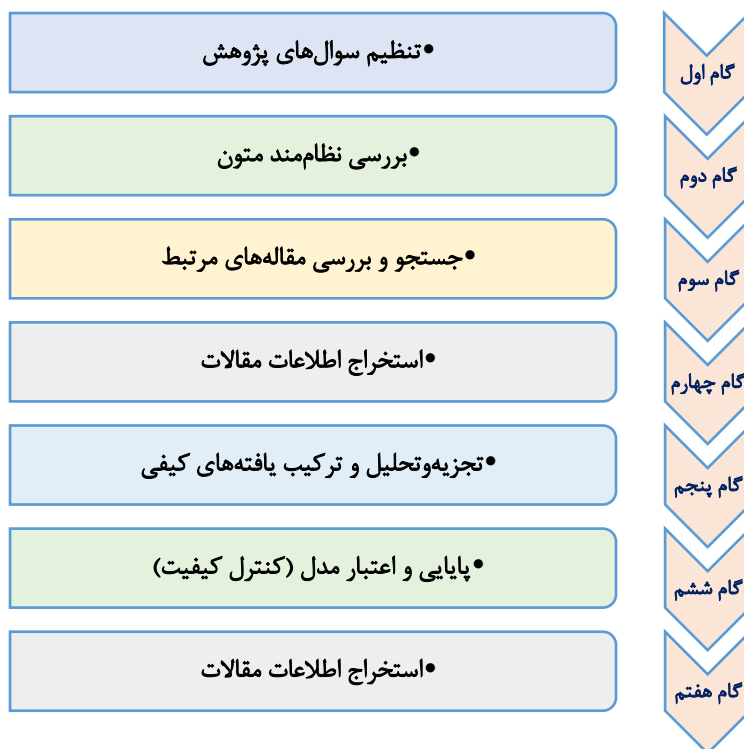 گام اول
•تنظیم سوال‌های پژوهش
گام دوم
•بررسی نظام‌مند متون
گام سوم
•جستجو و بررسی مقاله‌های مرتبط
گام چهارم
•استخراج اطلاعات مقالات
گام پنجم
•تجزیه‌وتحلیل و ترکیب یافته‌های کیفی
گام ششم
•پایایی و اعتبار مدل (کنترل کیفیت)
گام هفتم
•استخراج اطلاعات مقالات